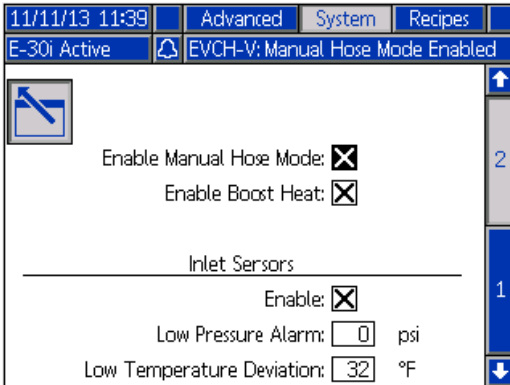 11/11/13 11:39 Advanced System Recipes
E-30i Active EVCH-V: Manual Hose Mode Enabled
Enable Manual Hose Mode:
2
Enable Boost Heat:
Inlet Sensors
Enable:
1
Low Pressure Alarm: 0 psi
Low Temperature Deviation: 32 °F